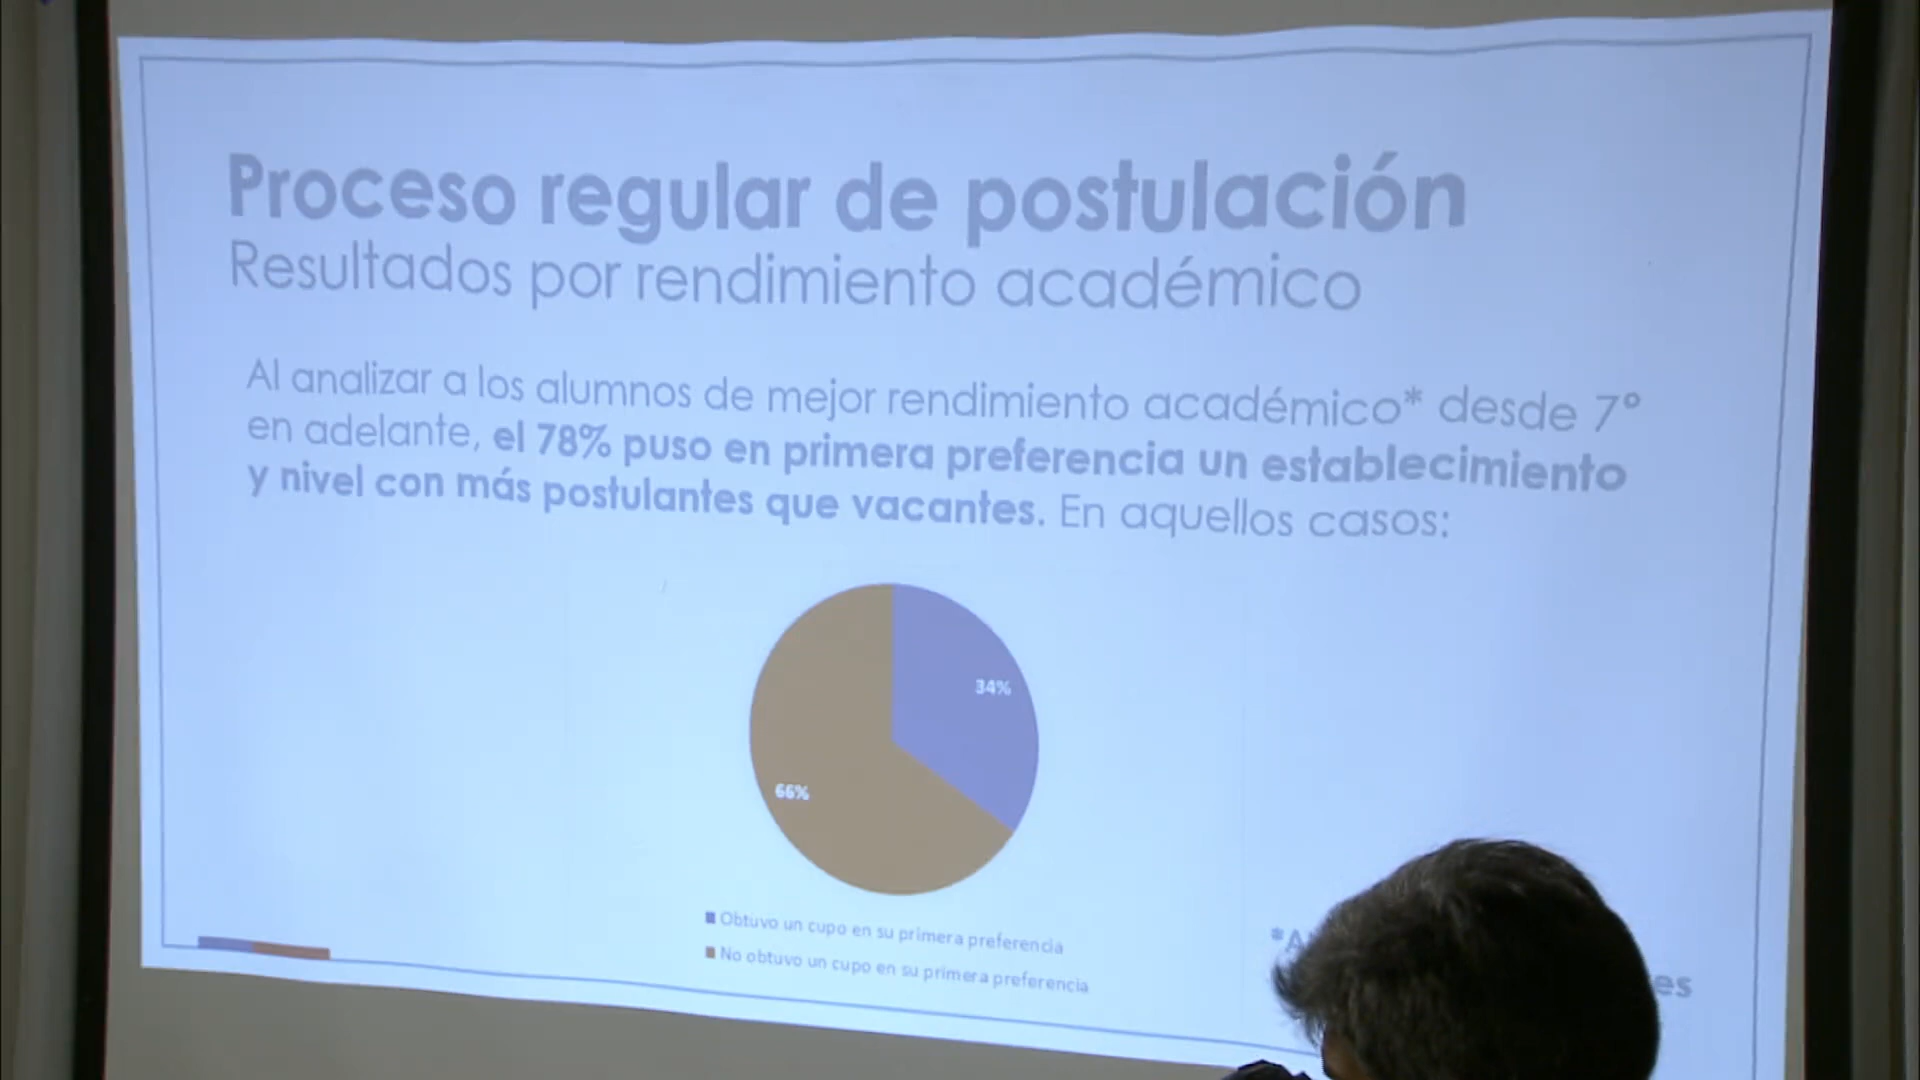 Proceso regular de postulación
Resultados por rendimiento académico
Al analizar a los alumnos de mejor rendimiento académico* desde 7°
en adelante, el 78% puso en primera preferencia un establecimiento
y nivel con más postulantes que vacantes. En aquellos casos:
34%
66%
Obtuvo un cupo en su primera preferencia
No obtuvo un cupo en su primera preferencia